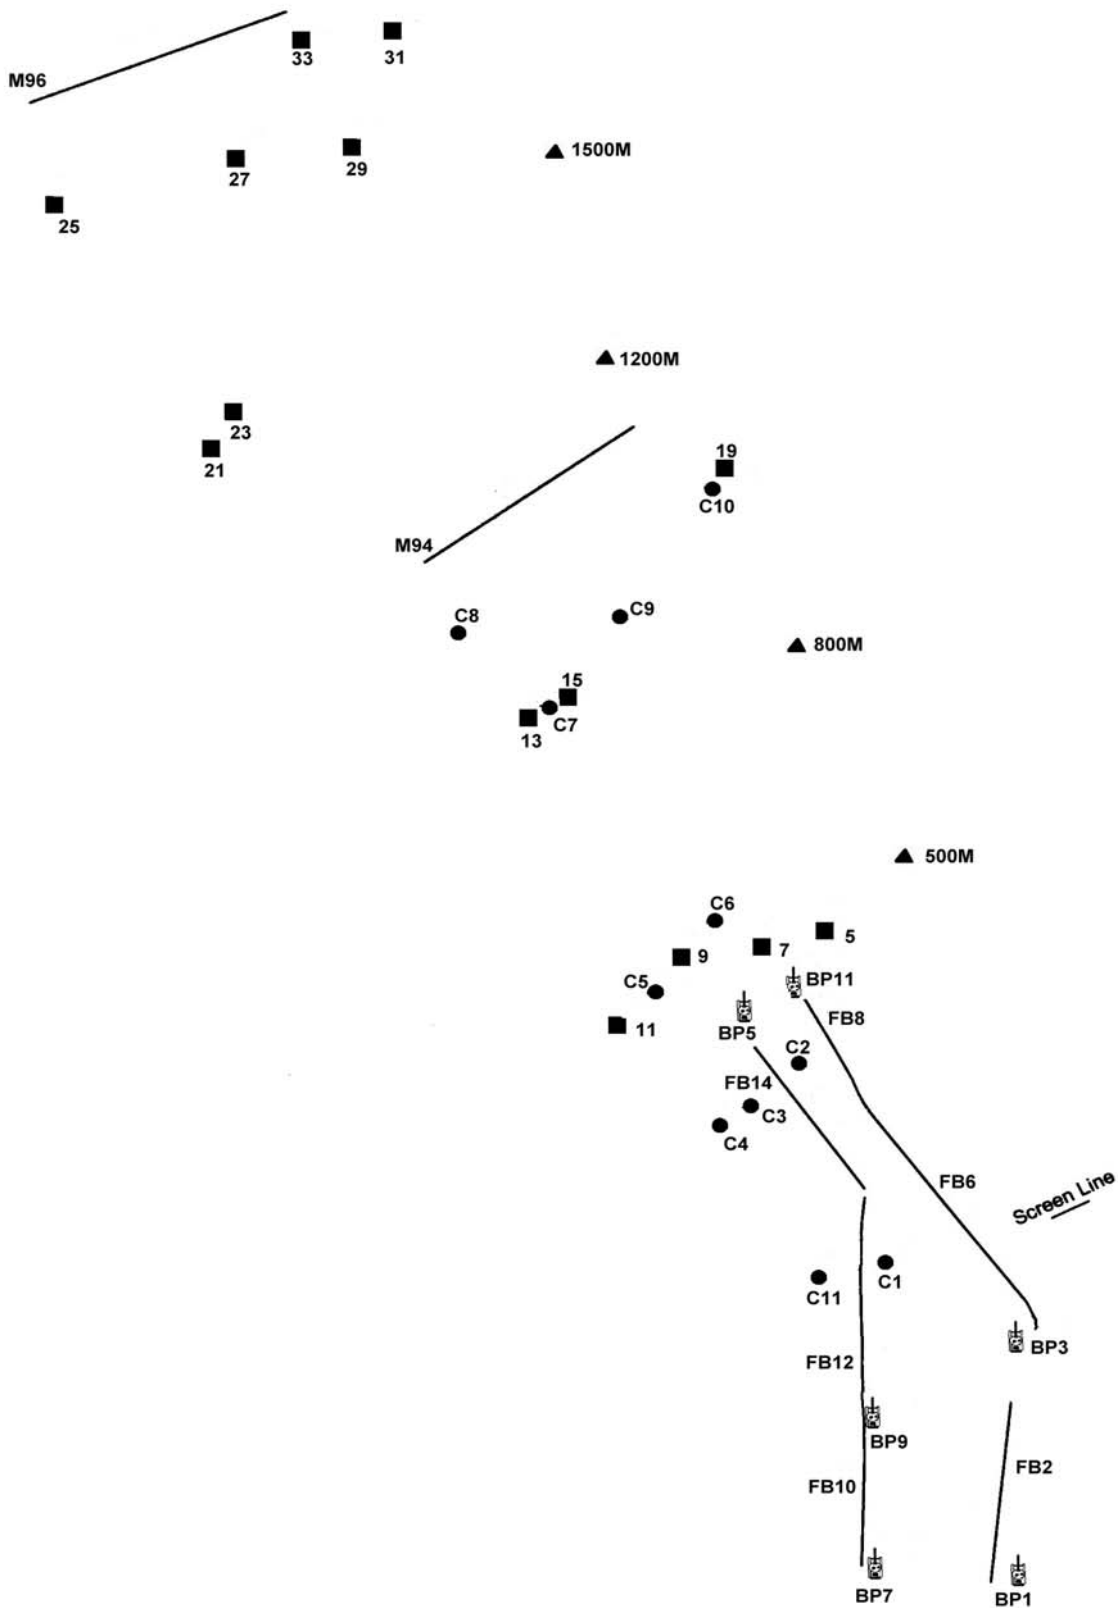 33
31
M96
1500M
29
27
25
1200M
23
19
21
C10
M94
C8
C9
800M
15
C7
13
500M
C6
5
7
9
BP11
C5
FB8
11
BP5
C2
FB14
C3
C4
FB6
Screen Line
C1
C11
BP3
FB12
BP9
FB2
FB10
BP7
BP1